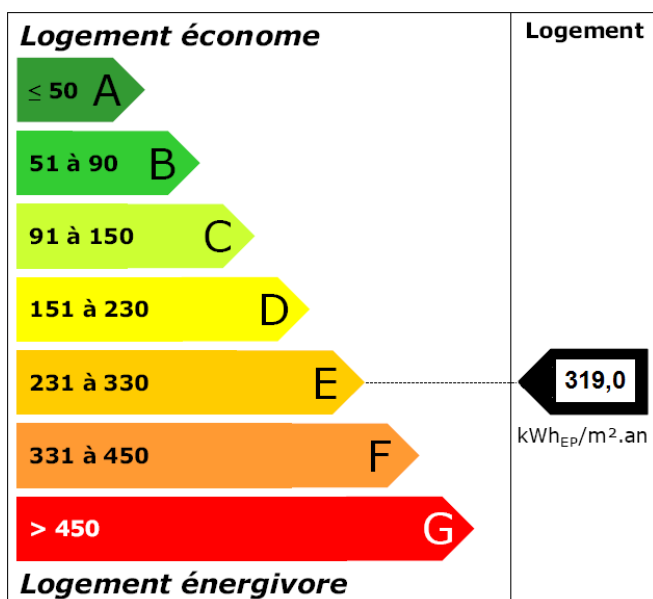 Logement économe
Logement
≤ 50 A
51 à 90 B
91 à 150 C
151 à 230 D
231 à 330 E
319,0
kWhEP/m².an
331 à 450 F
> 450 G
Logement énergivore